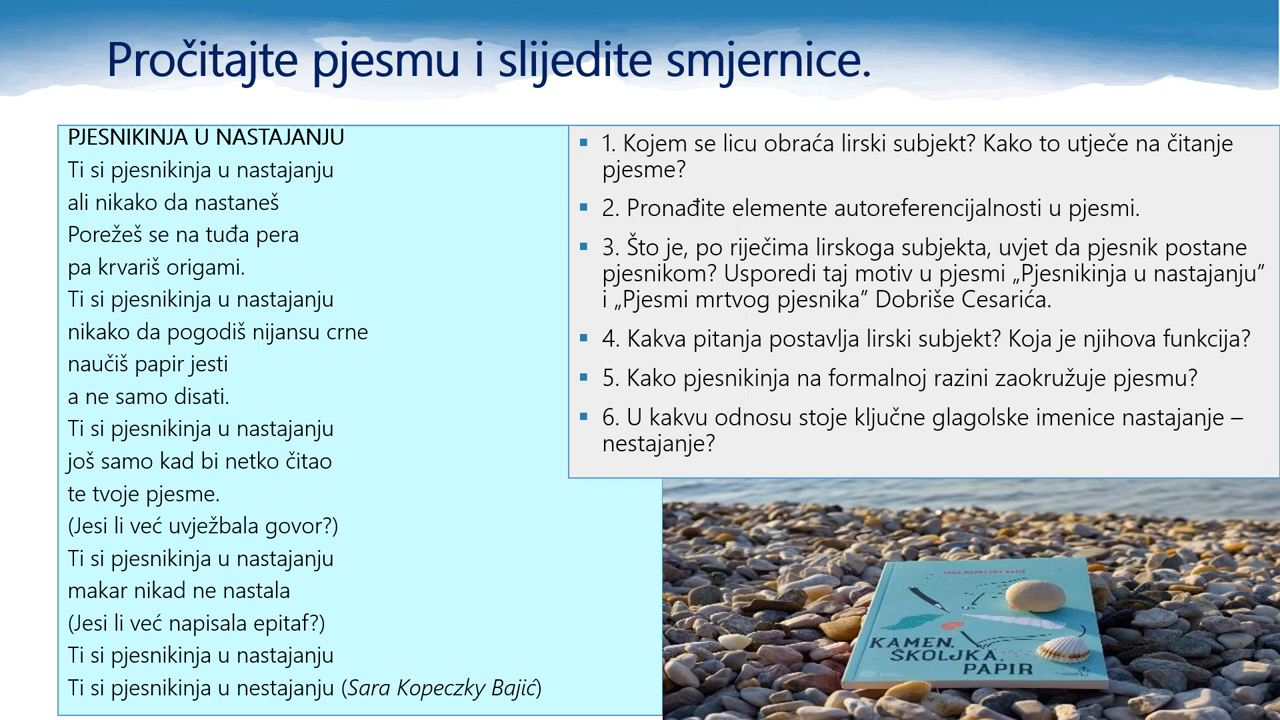 Pročitajte pjesmu i slijedite smjernice.
PJESNIKINJA U NASTAJANJU
Ti si pjesnikinja u nastajanju
ali nikako da nastaneš
Porežeš se na tuđa pera
pa krvariš origami.
Ti si pjesnikinja u nastajanju
nikako da pogodiš nijansu crne
naučiš papir jesti
a ne samo disati.
Ti si pjesnikinja u nastajanju
još samo kad bi netko čitao
te tvoje pjesme.
(Jesi li već uvježbala govor?)
Ti si pjesnikinja u nastajanju
makar nikad ne nastala
(Jesi li već napisala epitaf?)
Ti si pjesnikinja u nastajanju
Ti si pjesnikinja u nestajanju (Sara Kopeczky Bajić)
1. Kojem se licu obraća lirski subjekt? Kako to utječe na čitanje
pjesme?
2. Pronađite elemente autoreferencijalnosti u pjesmi.
3. Što je, po riječima lirskoga subjekta, uvjet da pjesnik postane
pjesnikom? Usporedi taj motiv u pjesmi „Pjesnikinja u nastajanju”
i „Pjesmi mrtvog pjesnika” Dobriše Cesarića.
4. Kakva pitanja postavlja lirski subjekt? Koja je njihova funkcija?
5. Kako pjesnikinja na formalnoj razini zaokružuje pjesmu?
6. U kakvu odnosu stoje ključne glagolske imenice nastajanje –
nestajanje?
SARA KOPECZKY BAJIĆ
KAMEN,
ŠKOLJKA,
PAPIR